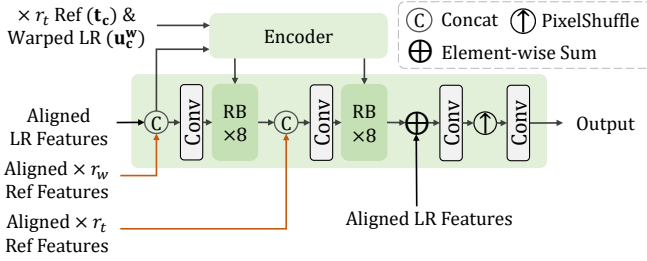 × r_t Ref (t_c) &
Warped LR (u_c^w)
Encoder
C Concat
PixelShuffle
Element-wise Sum
Aligned
LR Features
C
Conv
RB
×8
C
Conv
RB
×8
Conv
Conv
Output
Aligned × r_w
Ref Features
Aligned × r_t
Ref Features
Aligned LR Features